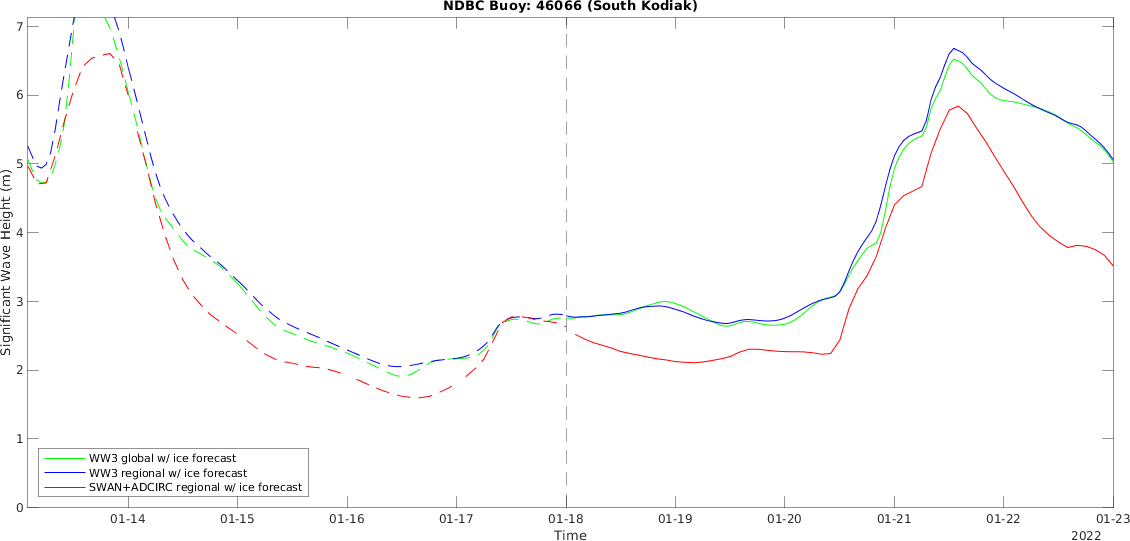 NDBC Buoy: 46066 (South Kodiak)
Significant Wave Height (m)
7
6
5
4
3
2
1
0
WW3 global w/ ice forecast
WW3 regional w/ ice forecast
SWAN+ADCIRC regional w/ ice forecast
01-14 01-15 01-16 01-17 01-18 01-19 01-20 01-21 01-22 01-23
Time
2022